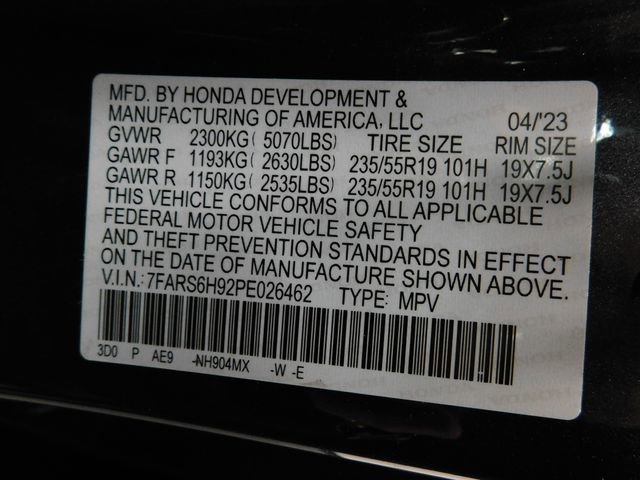 MFD. BY HONDA DEVELOPMENT &
MANUFACTURING OF AMERICA, LLC 04/'23
GVWR 2300KG( 5070LBS) TIRE SIZE RIM SIZE
GAWR F 1193KG( 2630LBS) 235/55R19 101H 19X7.5J
GAWR R 1150KG( 2535LBS) 235/55R19 101H 19X7.5J
THIS VEHICLE CONFORMS TO ALL APPLICABLE
FEDERAL MOTOR VEHICLE SAFETY
AND THEFT PREVENTION STANDARDS IN EFFECT
ON THE DATE OF MANUFACTURE SHOWN ABOVE.
V.I.N.:7FARS6H92PE026462 TYPE: MPV
3D0 P AE9 -NH904MX -W -E